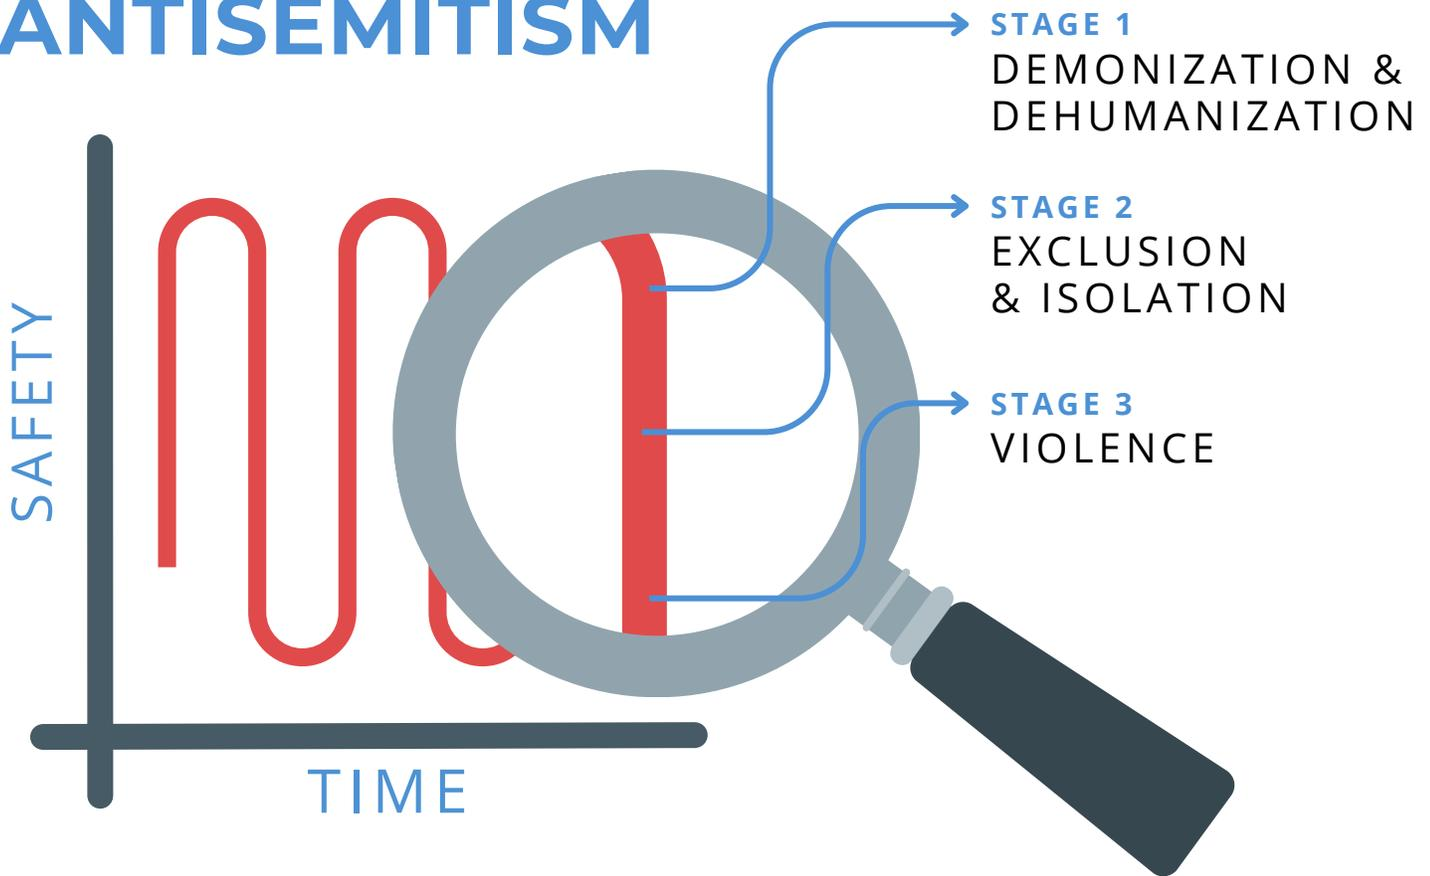 ANTISEMITISM
STAGE 1
DEMONIZATION &
DEHUMANIZATION
STAGE 2
EXCLUSION
& ISOLATION
STAGE 3
VIOLENCE
SAFETY
TIME